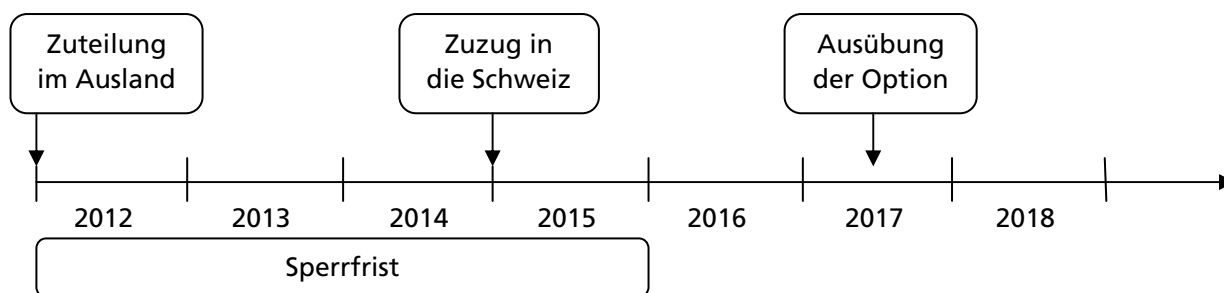 Zuteilung
im Ausland
Zuzug in
die Schweiz
Ausübung
der Option
2012 2013 2014 2015 2016 2017 2018
Sperrfrist